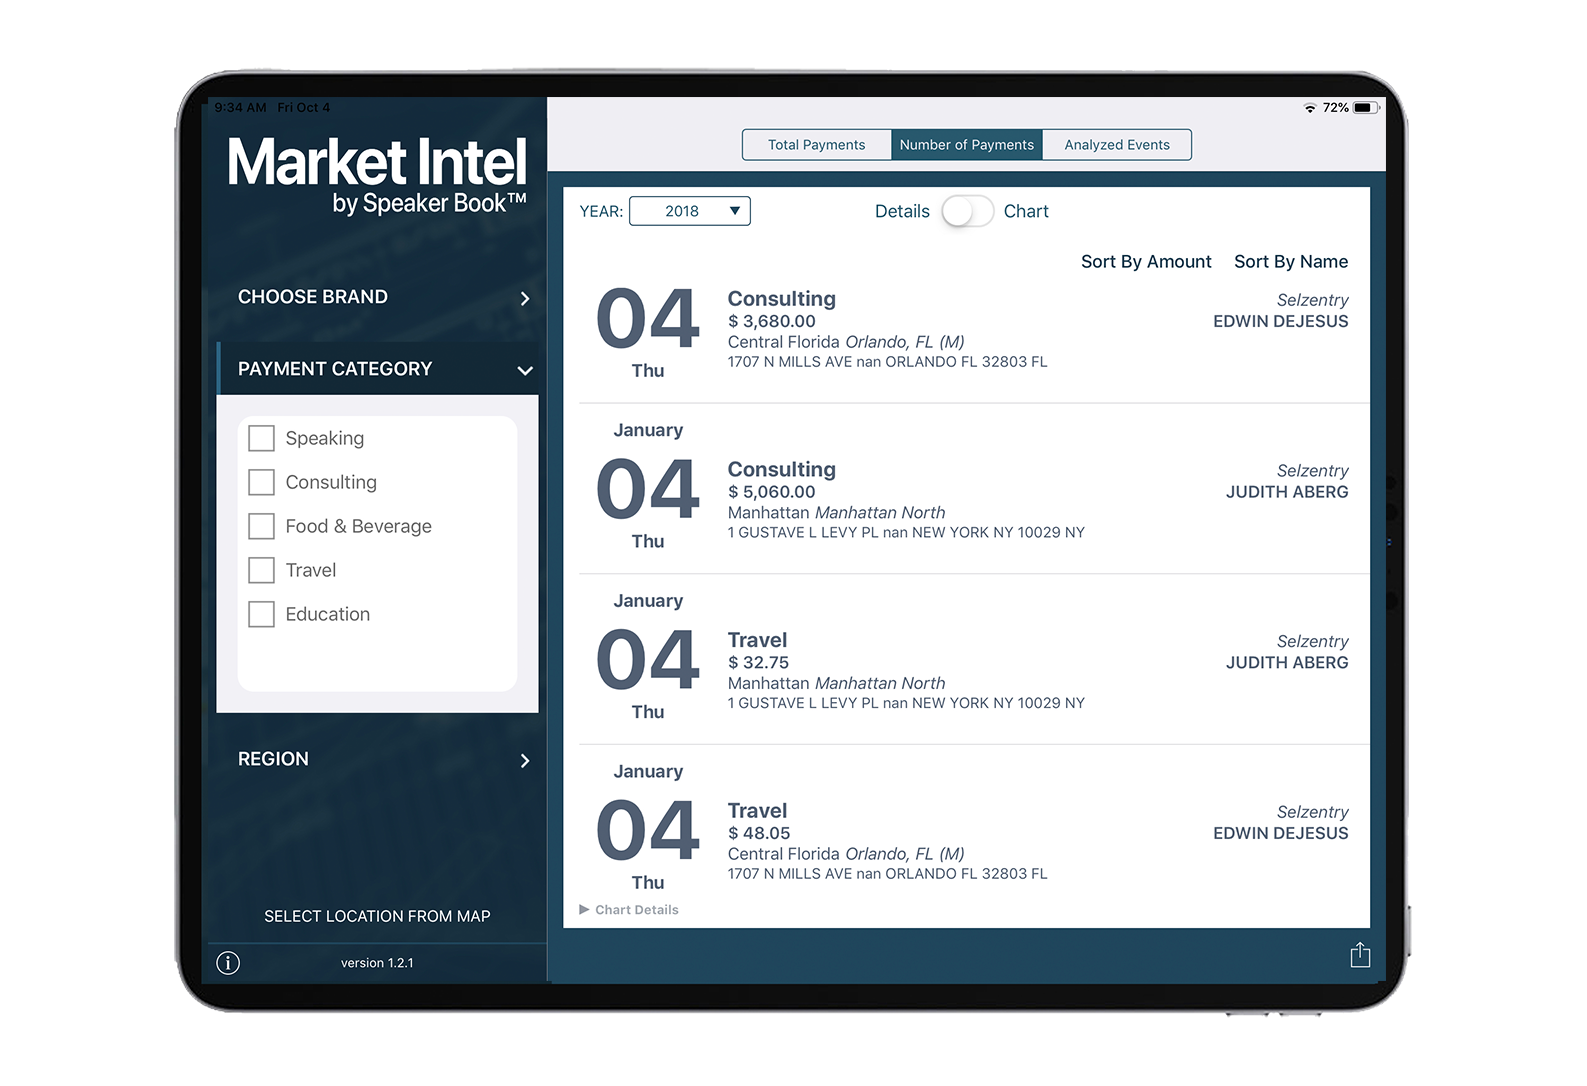 9:34 AM Fri Oct 4
72%
Market Intel
by Speaker Book™
CHOOSE BRAND
PAYMENT CATEGORY
Speaking
Consulting
Food & Beverage
Travel
Education
REGION
SELECT LOCATION FROM MAP
version 1.2.1
Total Payments
Number of Payments
Analyzed Events
YEAR: 2018 ▼
Details
Chart
Sort By Amount
Sort By Name
04
Thu
Consulting
$ 3,680.00
Central Florida Orlando, FL (M)
1707 N MILLS AVE nan ORLANDO FL 32803 FL
Selzentry
EDWIN DEJESUS
January
04
Thu
Consulting
$ 5,060.00
Manhattan Manhattan North
1 GUSTAVE L LEVY PL nan NEW YORK NY 10029 NY
Selzentry
JUDITH ABERG
January
04
Thu
Travel
$ 32.75
Manhattan Manhattan North
1 GUSTAVE L LEVY PL nan NEW YORK NY 10029 NY
Selzentry
JUDITH ABERG
January
04
Thu
Travel
$ 48.05
Central Florida Orlando, FL (M)
1707 N MILLS AVE nan ORLANDO FL 32803 FL
Selzentry
EDWIN DEJESUS
▶ Chart Details